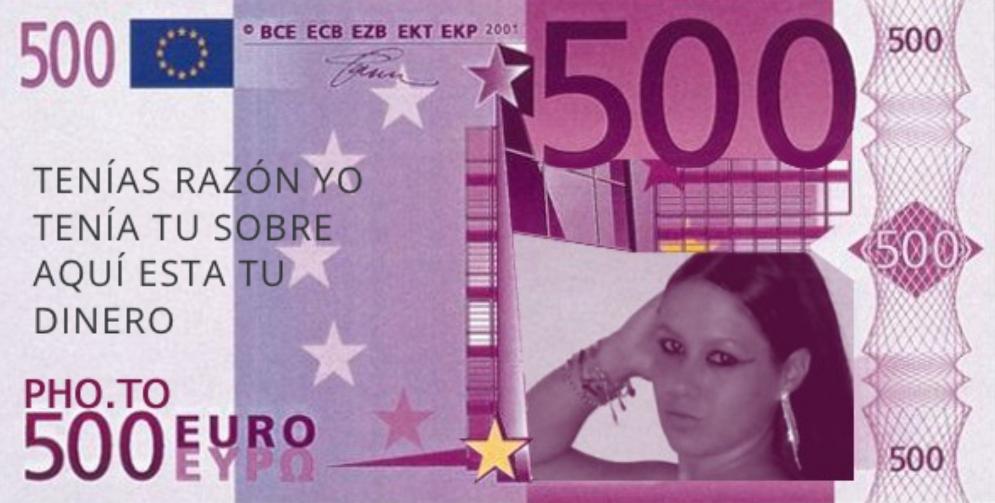 500
© BCE ECB EZB EKT EKP 2001
500
500
TENÍAS RAZÓN YO
TENÍA TU SOBRE
AQUÍ ESTA TU
DINERO
500
PHO.TO
500 EURO
ΕΥΡΩ
500